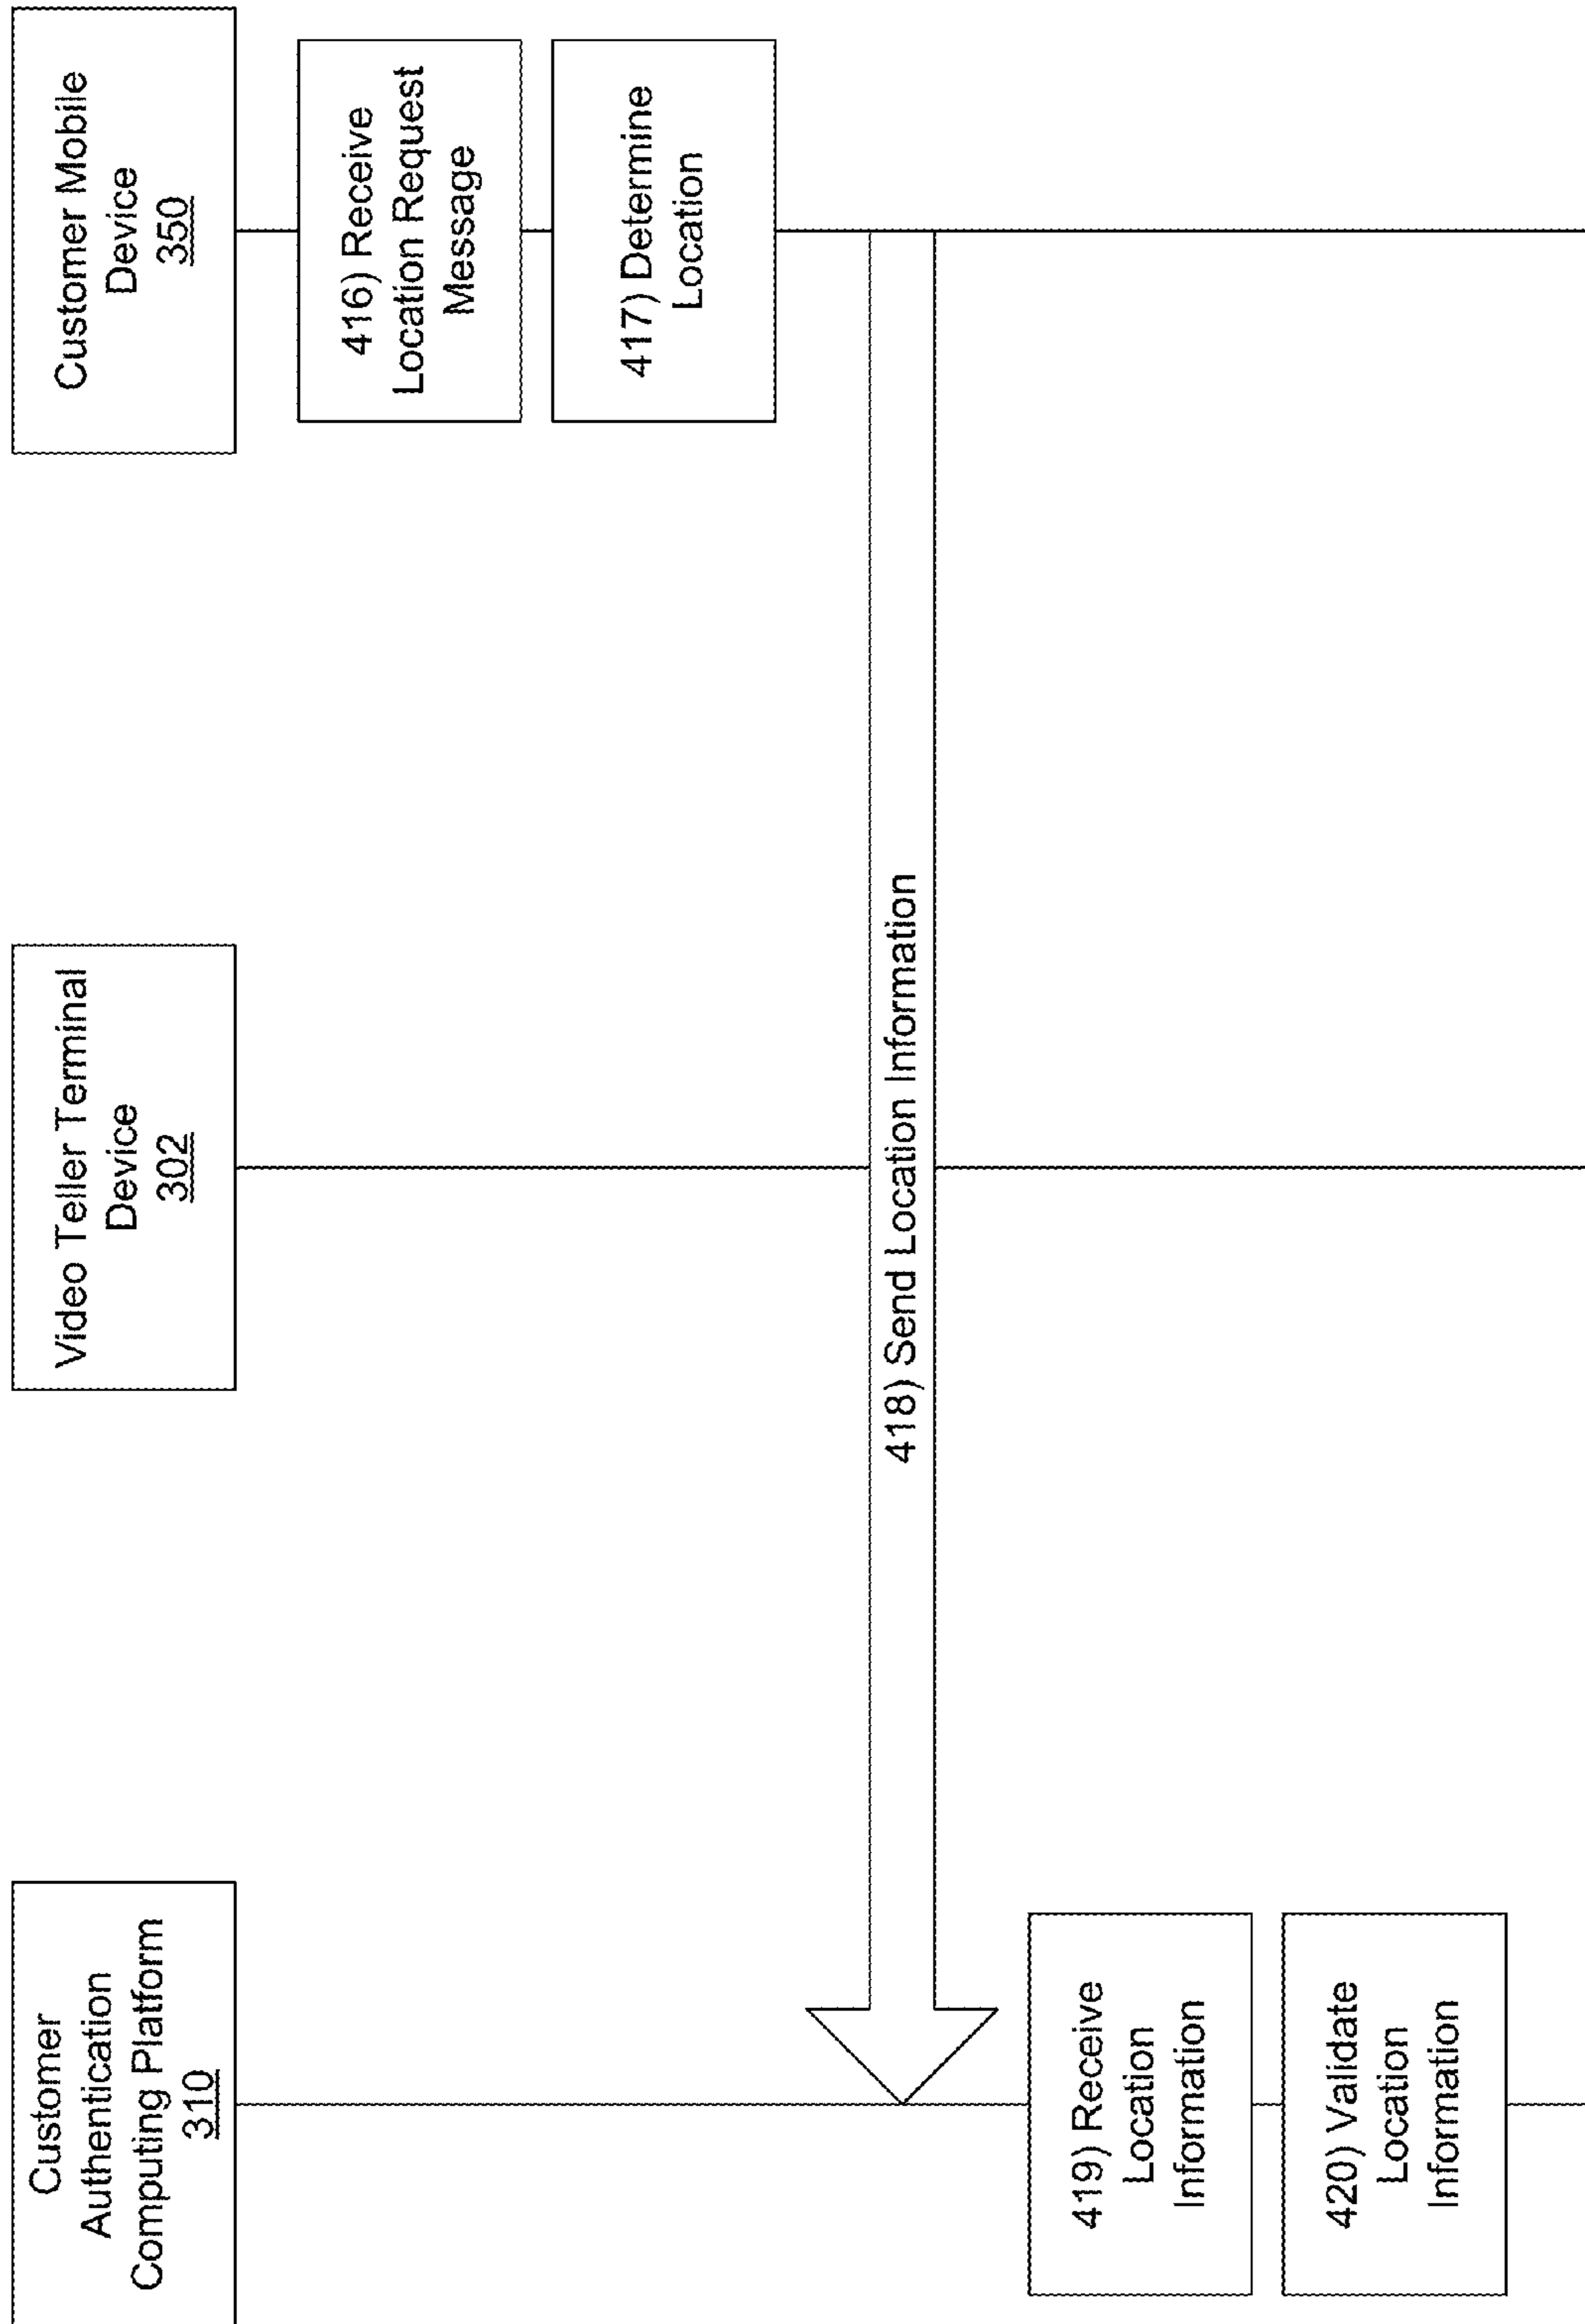 Customer
Authentication
Computing Platform
310
Video Teller Terminal
Device
302
Customer Mobile
Device
350
416) Receive
Location Request
Message
417) Determine
Location
418) Send Location Information
419) Receive
Location
Information
420) Validate
Location
Information